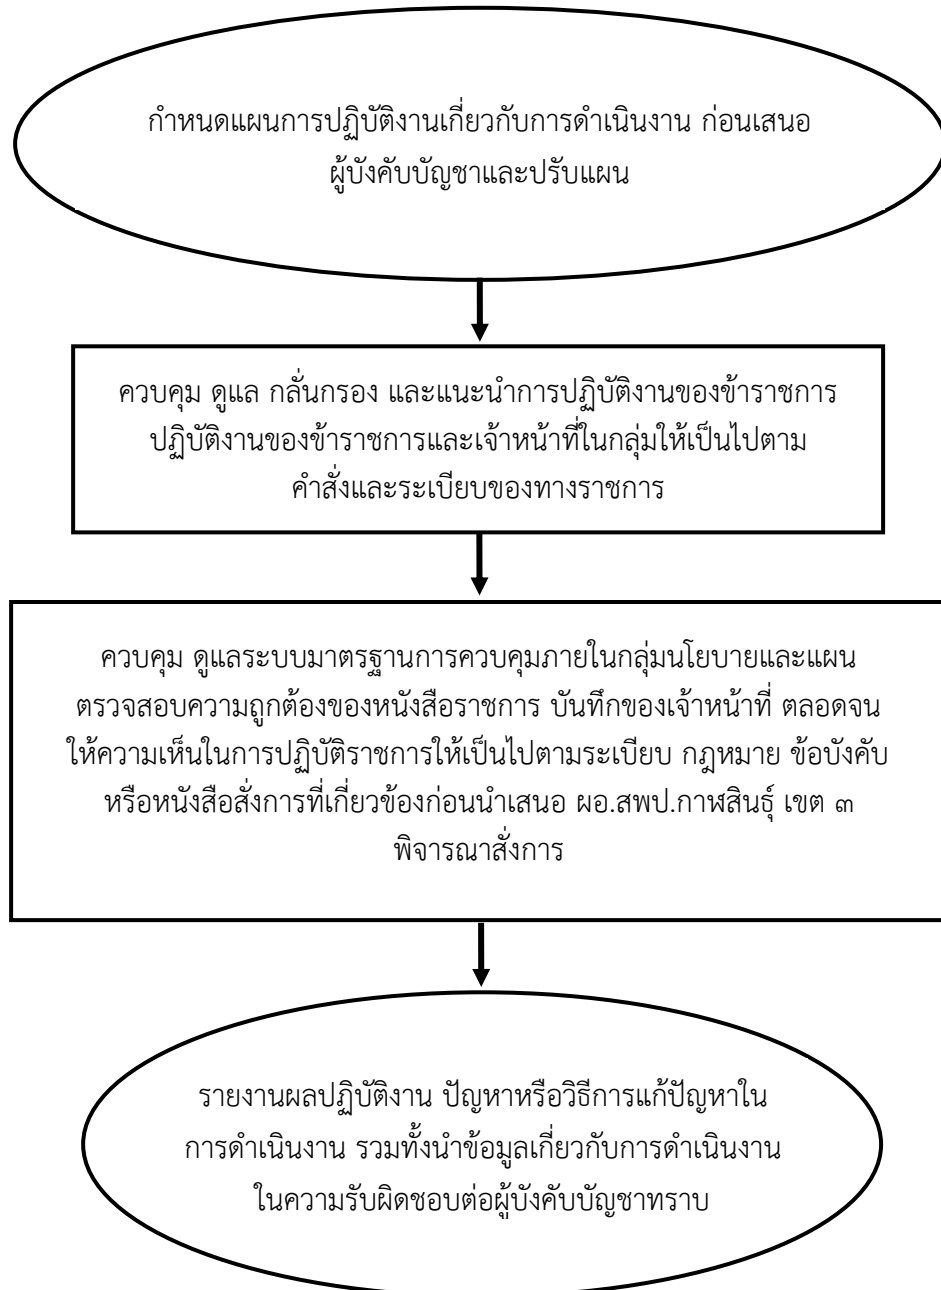 กำหนดแผนการปฏิบัติงานเกี่ยวกับการดำเนินงาน ก่อนเสนอ
ผู้บังคับบัญชาและปรับแผน
ควบคุม ดูแล กลั่นกรอง และแนะนำการปฏิบัติงานของข้าราชการ
ปฏิบัติงานของข้าราชการและเจ้าหน้าที่ในกลุ่มให้เป็นไปตาม
คำสั่งและระเบียบของทางราชการ
ควบคุม ดูแลระบบมาตรฐานการควบคุมภายในกลุ่มนโยบายและแผน
ตรวจสอบความถูกต้องของหนังสือราชการ บันทึกของเจ้าหน้าที่ ตลอดจน
ให้ความเห็นในการปฏิบัติราชการให้เป็นไปตามระเบียบ กฎหมาย ข้อบังคับ
หรือหนังสือสั่งการที่เกี่ยวข้องก่อนนำเสนอ ผอ.สพป.กาฬสินธุ์ เขต ๓
พิจารณาสั่งการ
รายงานผลปฏิบัติงาน ปัญหาหรือวิธีการแก้ปัญหาใน
การดำเนินงาน รวมทั้งนำข้อมูลเกี่ยวกับการดำเนินงาน
ในความรับผิดชอบต่อผู้บังคับบัญชาทราบ